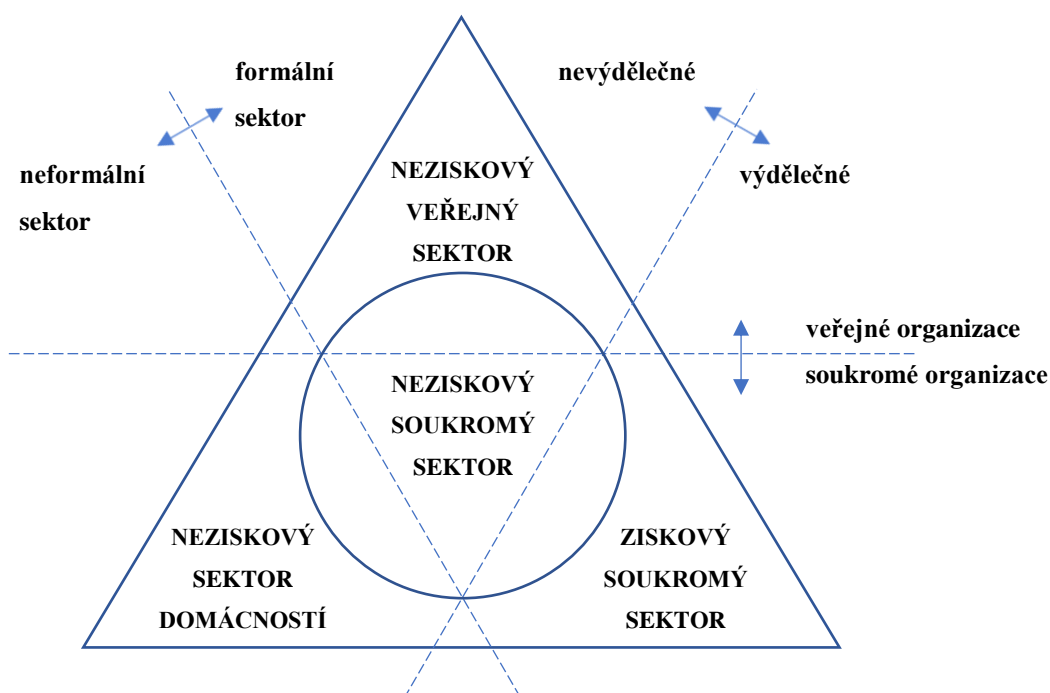 formální
sektor
nevýdělečné
neformální
sektor
výdělečné
NEZISKOVÝ
VEŘEJNÝ
SEKTOR
veřejné organizace
soukromé organizace
NEZISKOVÝ
SOUKROMÝ
SEKTOR
NEZISKOVÝ
SEKTOR
DOMÁCNOSTÍ
ZISKOVÝ
SOUKROMÝ
SEKTOR